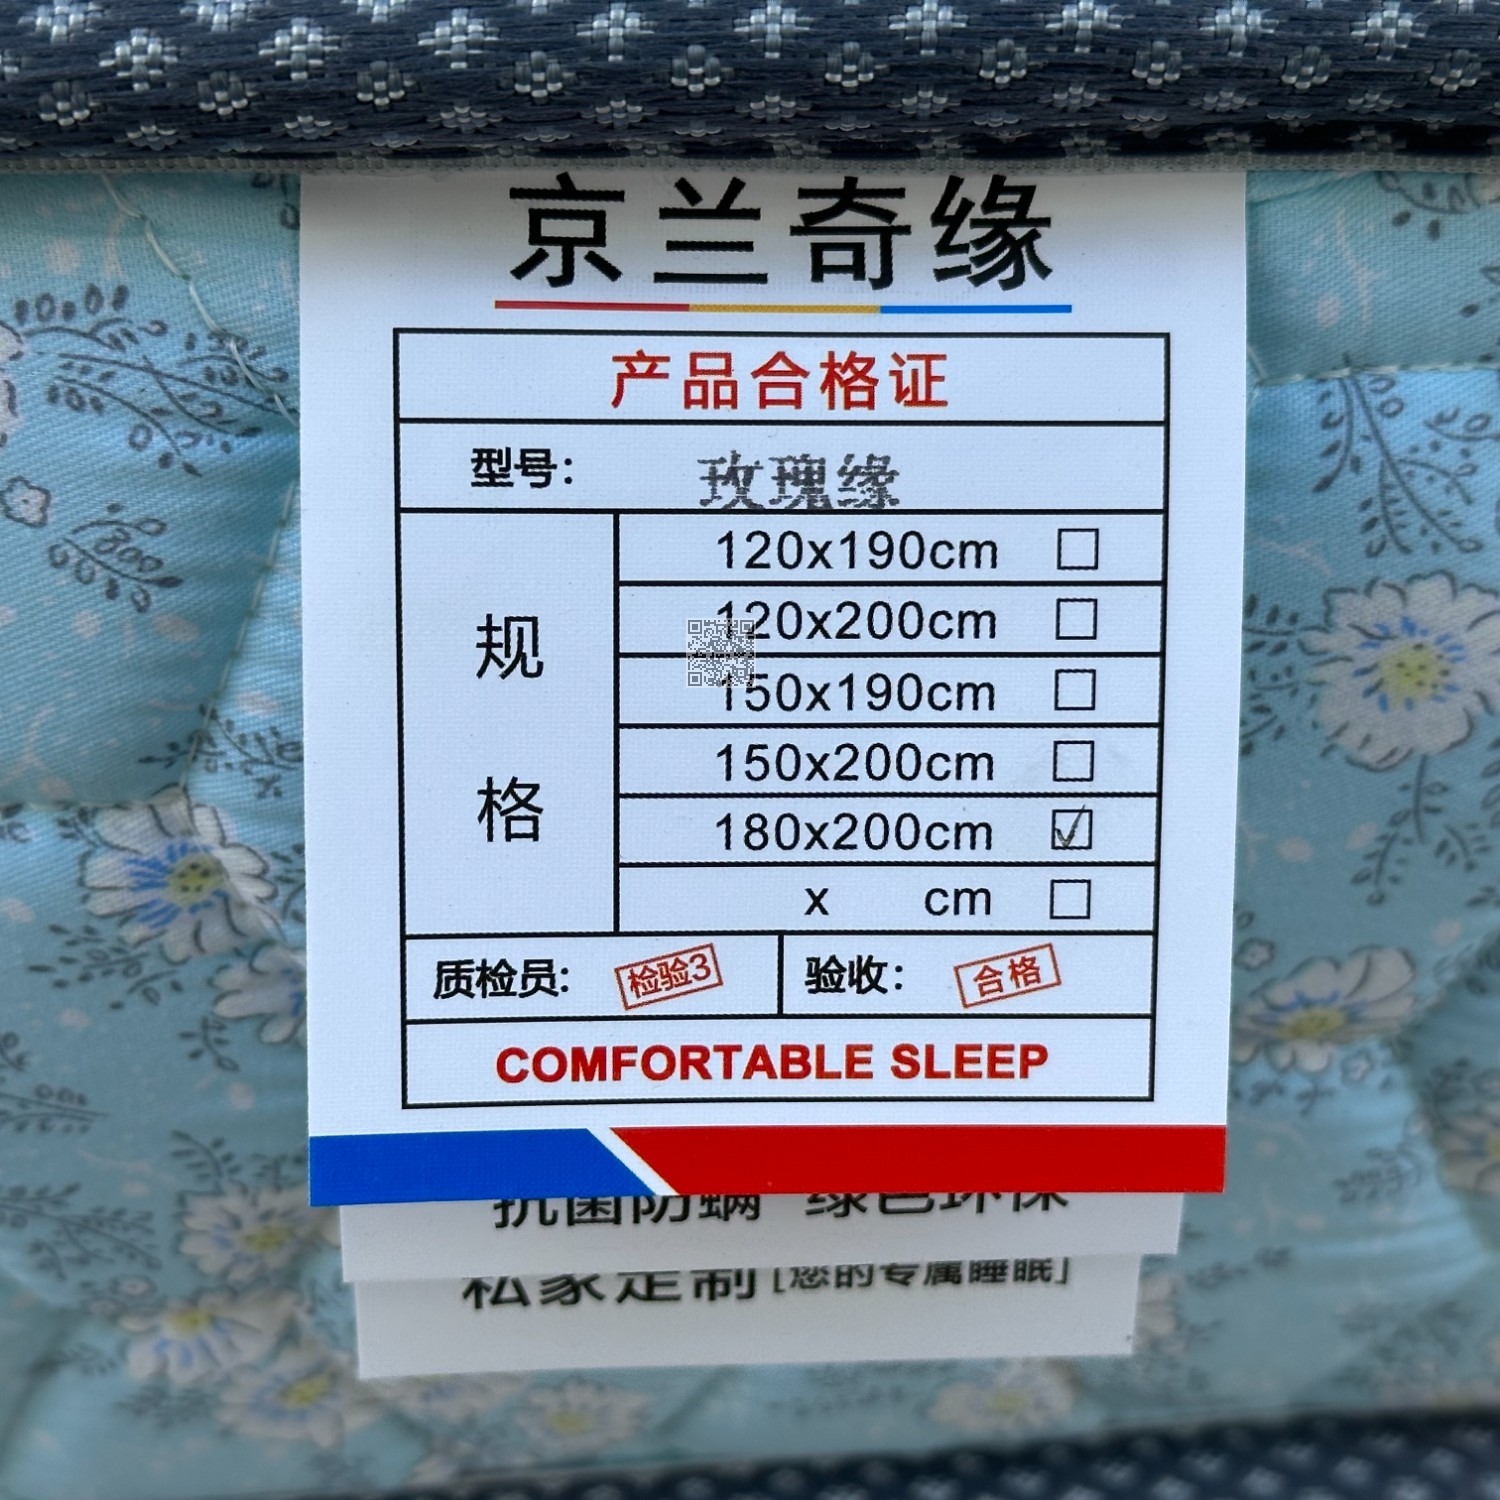 京兰奇缘
产品合格证
型号: 玫瑰缘
规格
120x190cm
120x200cm
150x190cm
150x200cm
180x200cm
x cm
质检员: 检验3
验收: 合格
COMFORTABLE SLEEP
抗菌防螨 绿色环保
私家定制[您的专属睡眠]